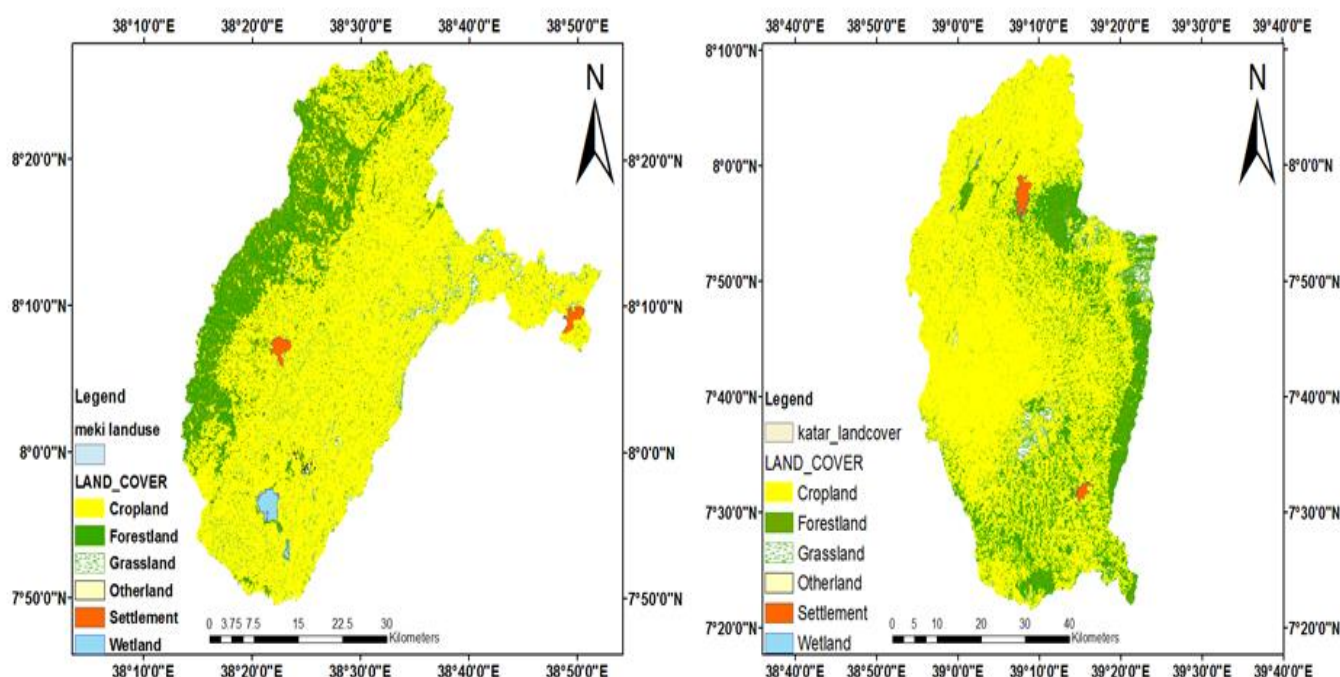 38°10'0"E 38°20'0"E 38°30'0"E 38°40'0"E 38°50'0"E
N
8°20'0"N 8°20'0"N
8°10'0"N 8°10'0"N
8°0'0"N 8°0'0"N
7°50'0"N 7°50'0"N
Legend
meki landuse
LAND_COVER
Cropland
Forestland
Grassland
Otherland
Settlement
Wetland
0 3.75 7.5 15 22.5 30
Kilometers
38°10'0"E 38°20'0"E 38°30'0"E 38°40'0"E 38°50'0"E
38°40'0"E 38°50'0"E 39°0'0"E 39°10'0"E 39°20'0"E 39°30'0"E 39°40'0"E
N
8°10'0"N
8°0'0"N 8°0'0"N
7°50'0"N 7°50'0"N
7°40'0"N 7°40'0"N
7°30'0"N 7°30'0"N
7°20'0"N 7°20'0"N
Legend
katar_landcover
LAND_COVER
Cropland
Forestland
Grassland
Otherland
Settlement
Wetland
0 5 10 20 30 40
Kilometers
38°40'0"E 38°50'0"E 39°0'0"E 39°10'0"E 39°20'0"E 39°30'0"E 39°40'0"E